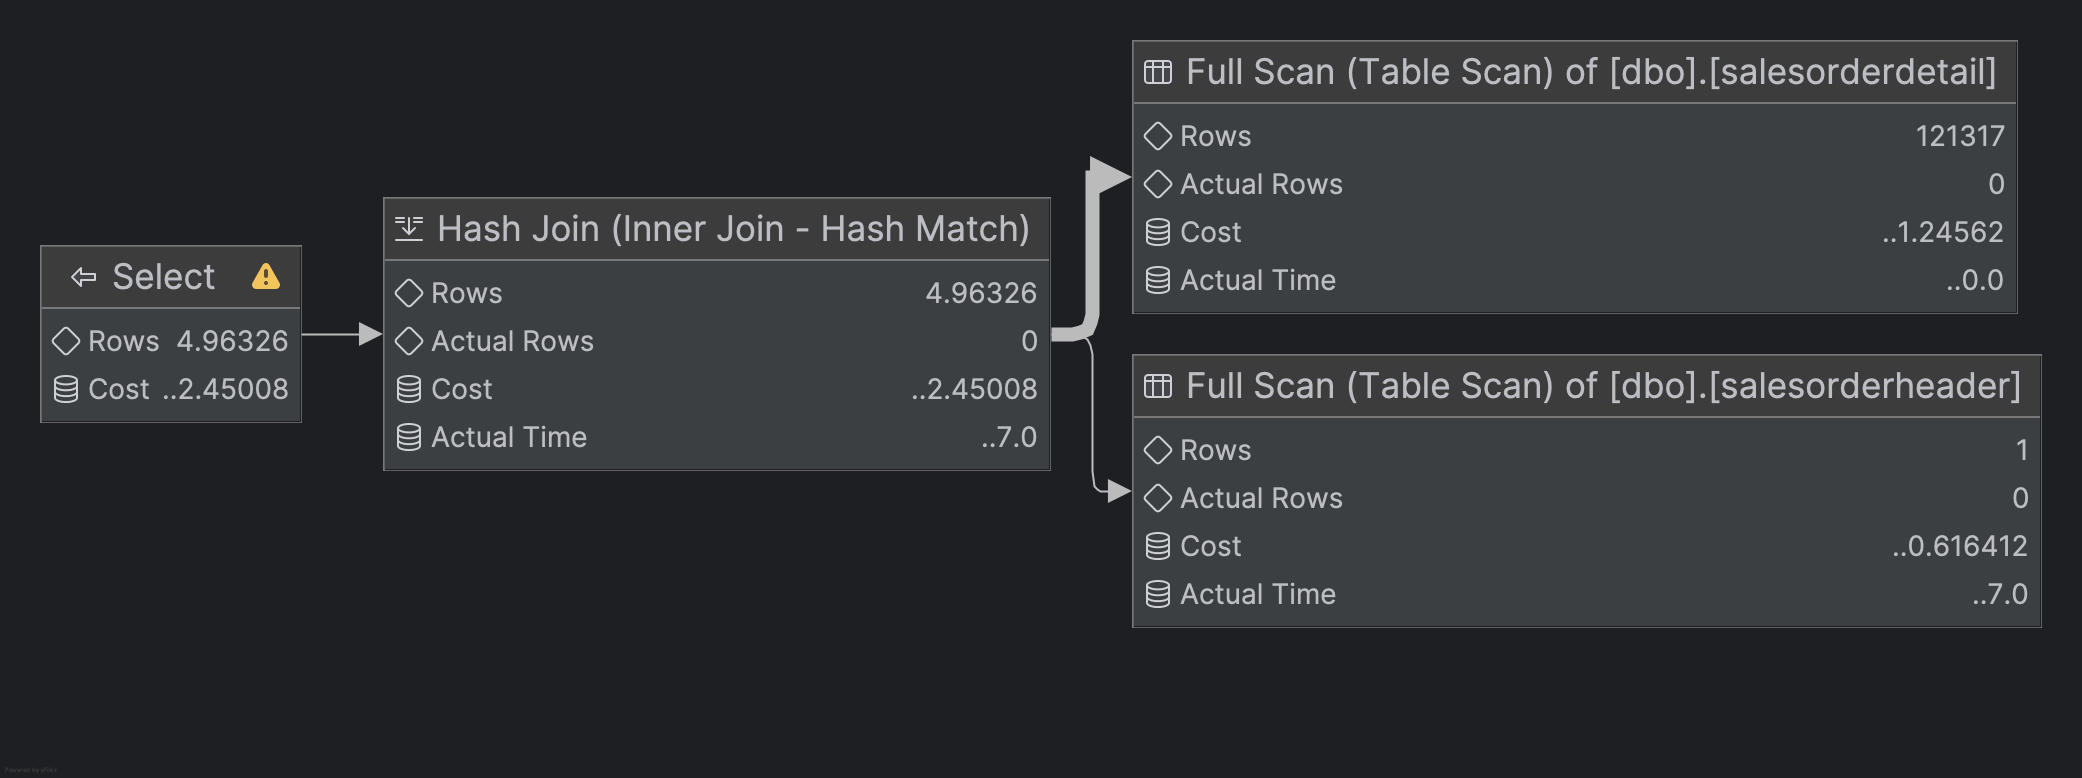 Select
Rows 4.96326
Cost ..2.45008
Hash Join (Inner Join - Hash Match)
Rows 4.96326
Actual Rows 0
Cost ..2.45008
Actual Time ..7.0
Full Scan (Table Scan) of [dbo].[salesorderdetail]
Rows 121317
Actual Rows 0
Cost ..1.24562
Actual Time ..0.0
Full Scan (Table Scan) of [dbo].[salesorderheader]
Rows 1
Actual Rows 0
Cost ..0.616412
Actual Time ..7.0
Powered by yFiles